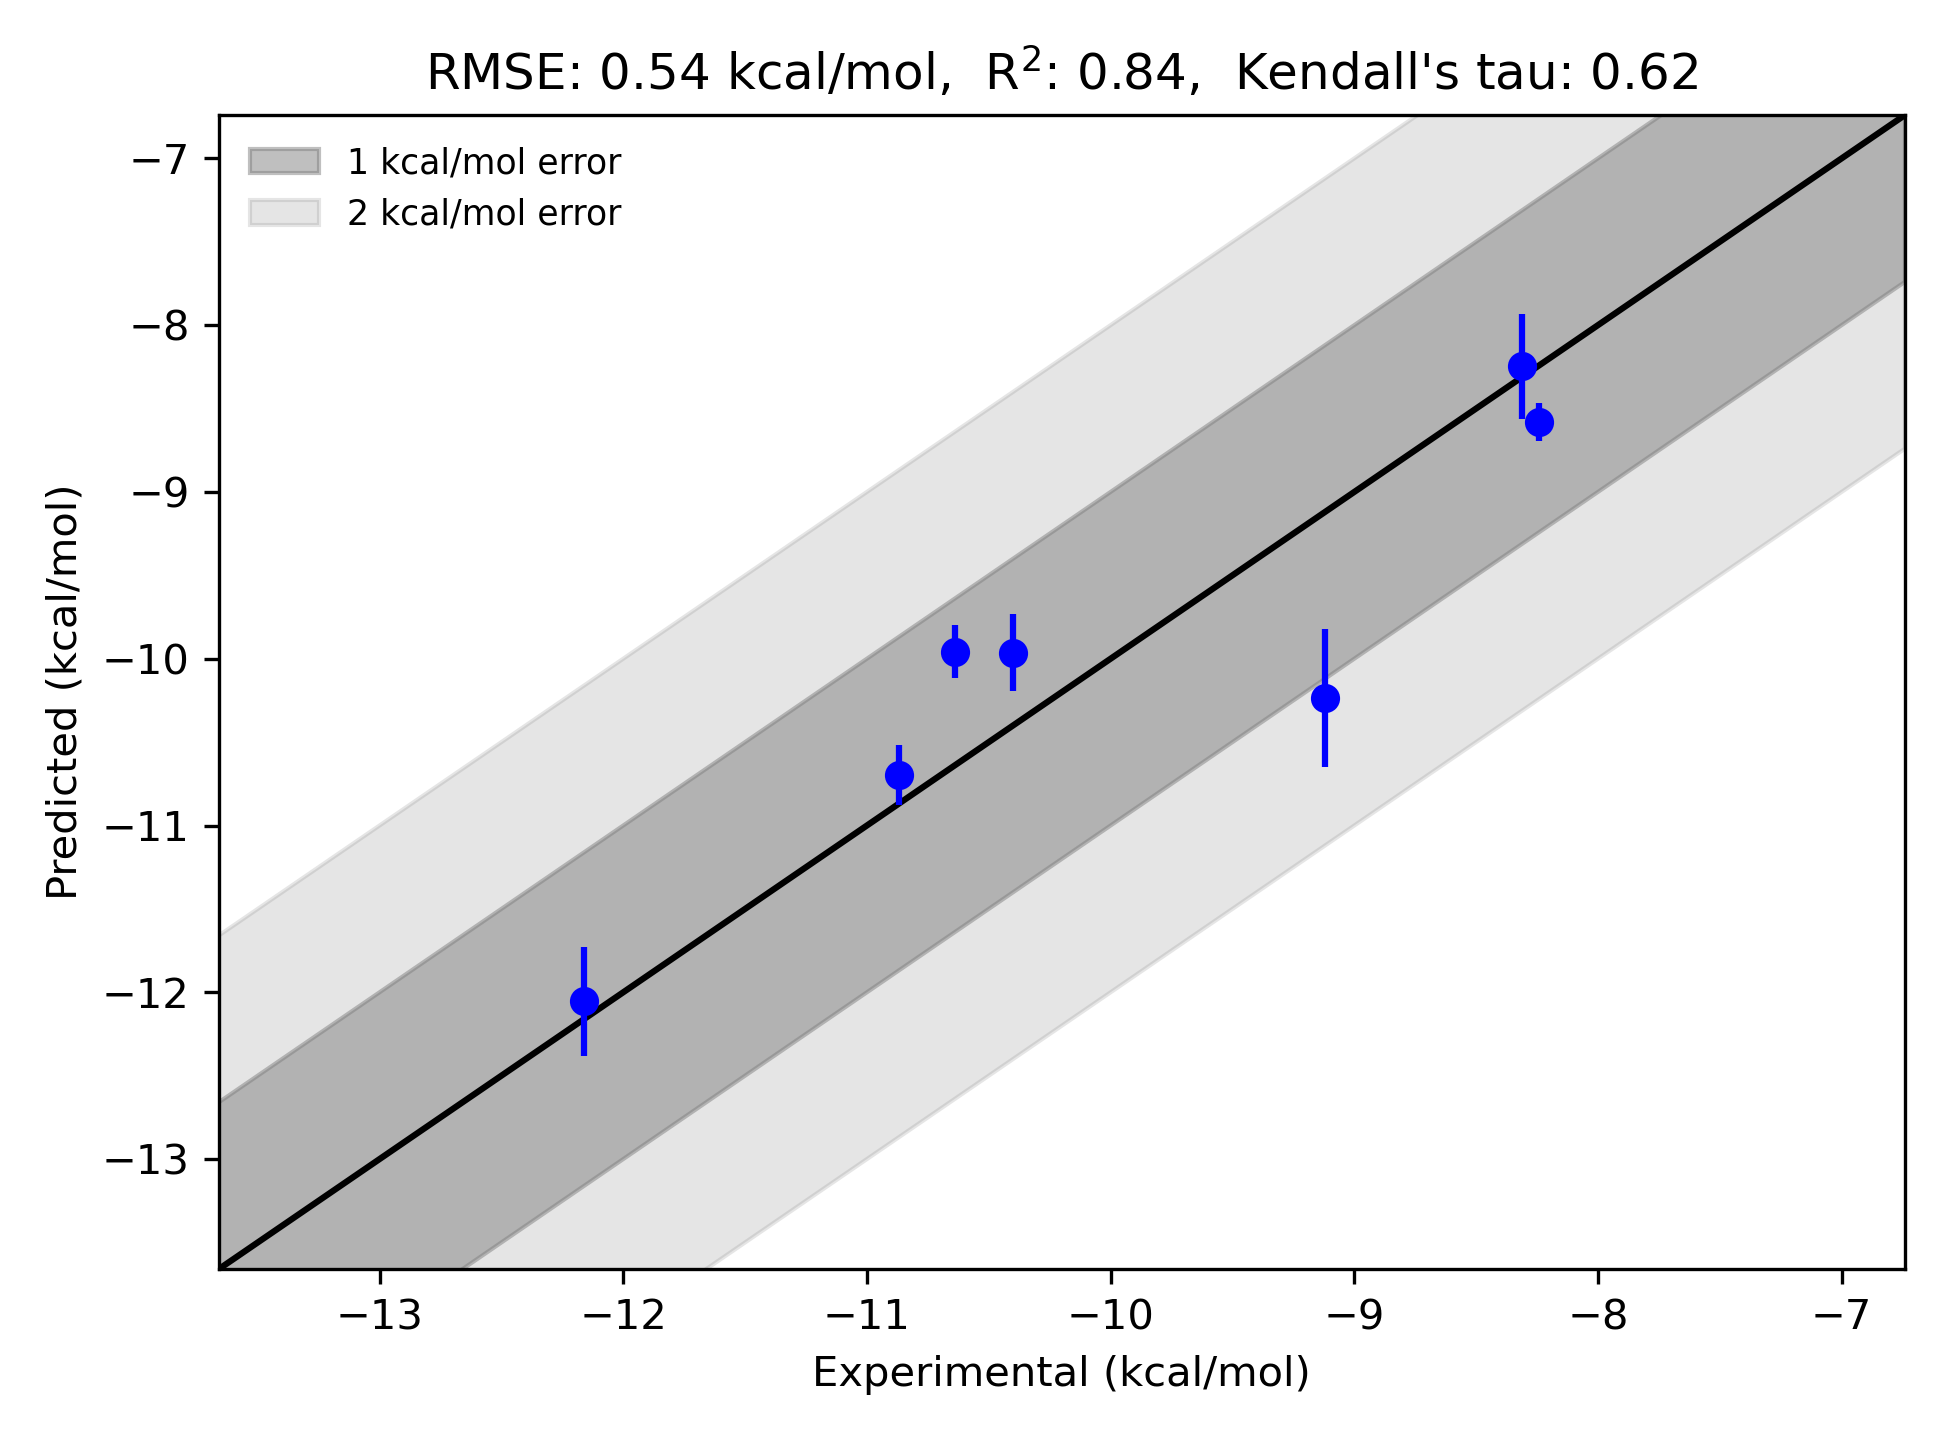 RMSE: 0.54 kcal/mol, R²: 0.84, Kendall's tau: 0.62
1 kcal/mol error
2 kcal/mol error
−7
−8
−9
−10
−11
−12
−13
Predicted (kcal/mol)
−13 −12 −11 −10 −9 −8 −7
Experimental (kcal/mol)